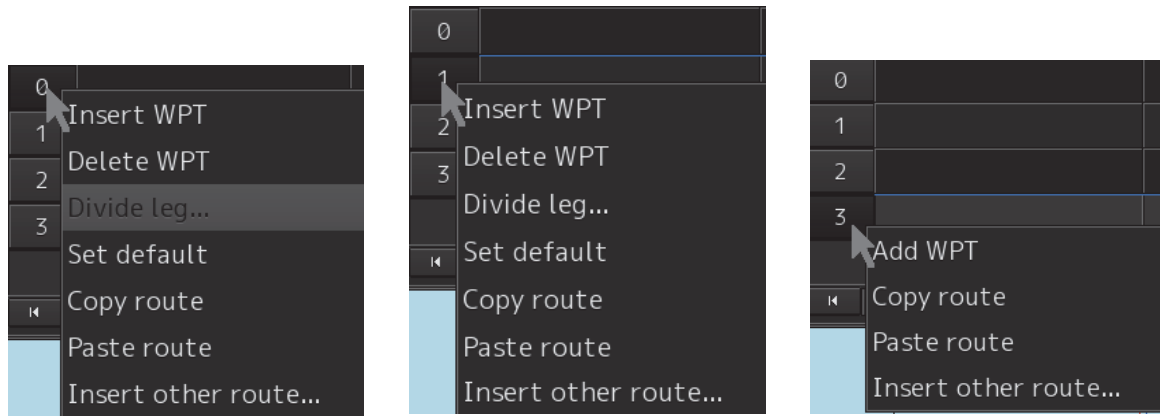 0
1
2
3
Insert WPT
Delete WPT
Divide leg...
Set default
Copy route
Paste route
Insert other route...
0
1
2
3
Insert WPT
Delete WPT
Divide leg...
Set default
Copy route
Paste route
Insert other route...
0
1
2
3
Add WPT
Copy route
Paste route
Insert other route...